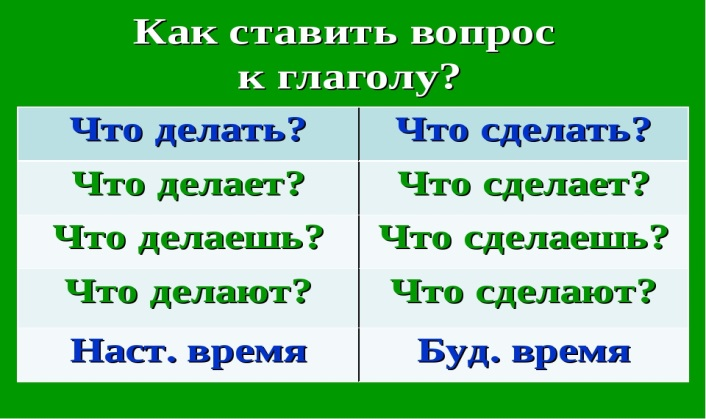 Как ставить вопрос
к глаголу?
Что делать? Что сделать?
Что делает? Что сделает?
Что делаешь? Что сделаешь?
Что делают? Что сделают?
Наст. время Буд. время